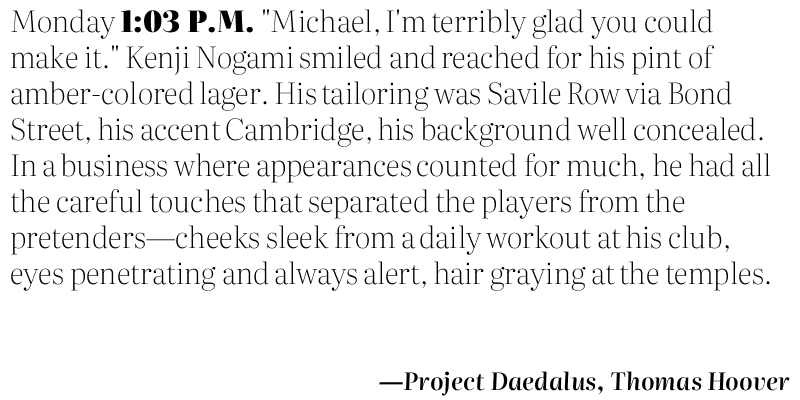 Monday 1:03 P.M. "Michael, I'm terribly glad you could
make it." Kenji Nogami smiled and reached for his pint of
amber-colored lager. His tailoring was Savile Row via Bond
Street, his accent Cambridge, his background well concealed.
In a business where appearances counted for much, he had all
the careful touches that separated the players from the
pretenders—cheeks sleek from a daily workout at his club,
eyes penetrating and always alert, hair graying at the temples.
—Project Daedalus, Thomas Hoover